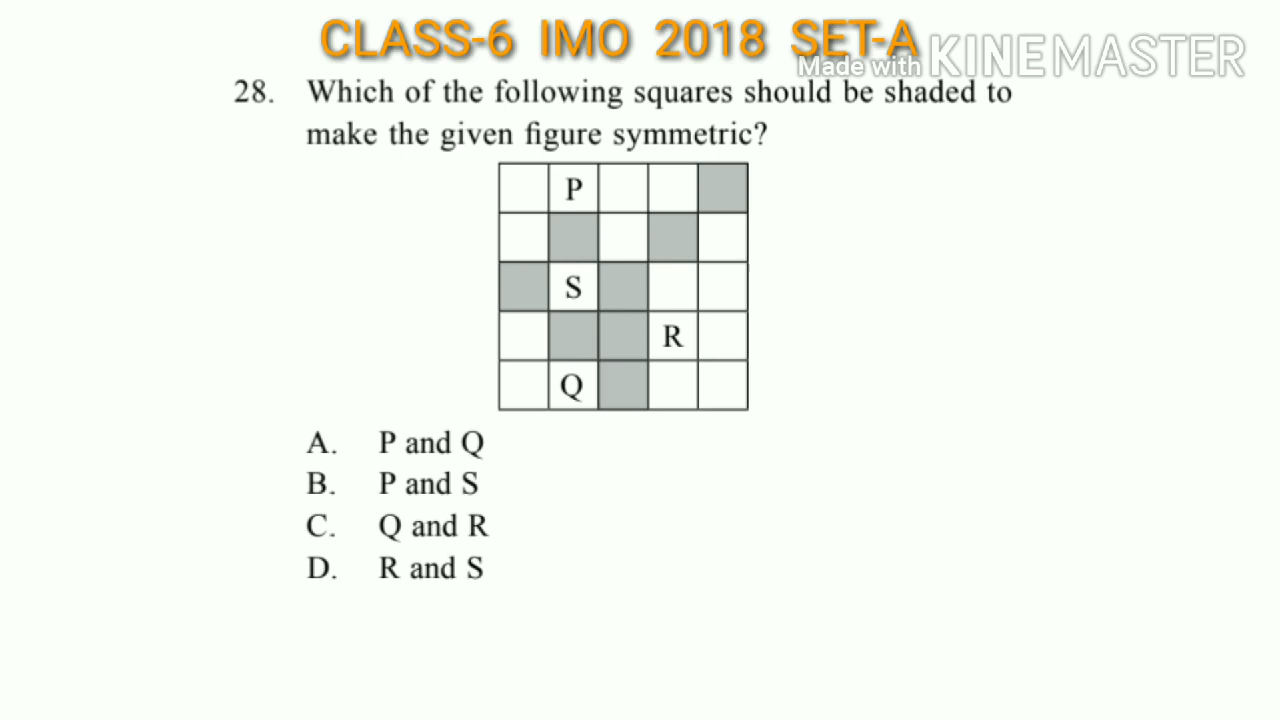 CLASS-6 IMO 2018 SET-A
Made with KINEMASTER
28. Which of the following squares should be shaded to
make the given figure symmetric?
P
S
R
Q
A. P and Q
B. P and S
C. Q and R
D. R and S